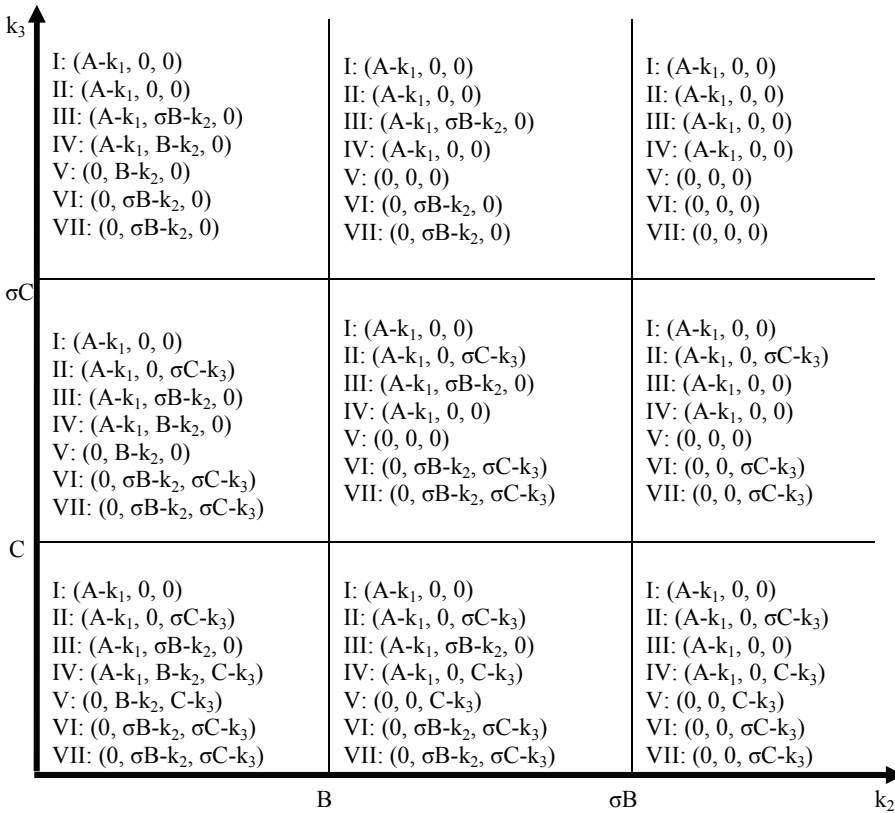 k₃
I: (A-k₁, 0, 0)
II: (A-k₁, 0, 0)
III: (A-k₁, σB-k₂, 0)
IV: (A-k₁, B-k₂, 0)
V: (0, B-k₂, 0)
VI: (0, σB-k₂, 0)
VII: (0, σB-k₂, 0)
I: (A-k₁, 0, 0)
II: (A-k₁, 0, 0)
III: (A-k₁, σB-k₂, 0)
IV: (A-k₁, 0, 0)
V: (0, 0, 0)
VI: (0, σB-k₂, 0)
VII: (0, σB-k₂, 0)
I: (A-k₁, 0, 0)
II: (A-k₁, 0, 0)
III: (A-k₁, 0, 0)
IV: (A-k₁, 0, 0)
V: (0, 0, 0)
VI: (0, 0, 0)
VII: (0, 0, 0)
σC
I: (A-k₁, 0, 0)
II: (A-k₁, 0, σC-k₃)
III: (A-k₁, σB-k₂, 0)
IV: (A-k₁, B-k₂, 0)
V: (0, B-k₂, 0)
VI: (0, σB-k₂, σC-k₃)
VII: (0, σB-k₂, σC-k₃)
I: (A-k₁, 0, 0)
II: (A-k₁, 0, σC-k₃)
III: (A-k₁, σB-k₂, 0)
IV: (A-k₁, 0, 0)
V: (0, 0, 0)
VI: (0, σB-k₂, σC-k₃)
VII: (0, σB-k₂, σC-k₃)
I: (A-k₁, 0, 0)
II: (A-k₁, 0, σC-k₃)
III: (A-k₁, 0, 0)
IV: (A-k₁, 0, 0)
V: (0, 0, 0)
VI: (0, 0, σC-k₃)
VII: (0, 0, σC-k₃)
C
I: (A-k₁, 0, 0)
II: (A-k₁, 0, σC-k₃)
III: (A-k₁, σB-k₂, 0)
IV: (A-k₁, B-k₂, C-k₃)
V: (0, B-k₂, C-k₃)
VI: (0, σB-k₂, σC-k₃)
VII: (0, σB-k₂, σC-k₃)
I: (A-k₁, 0, 0)
II: (A-k₁, 0, σC-k₃)
III: (A-k₁, σB-k₂, 0)
IV: (A-k₁, 0, C-k₃)
V: (0, 0, C-k₃)
VI: (0, σB-k₂, σC-k₃)
VII: (0, σB-k₂, σC-k₃)
I: (A-k₁, 0, 0)
II: (A-k₁, 0, σC-k₃)
III: (A-k₁, 0, 0)
IV: (A-k₁, 0, C-k₃)
V: (0, 0, C-k₃)
VI: (0, 0, σC-k₃)
VII: (0, 0, σC-k₃)
B
σB
k₂